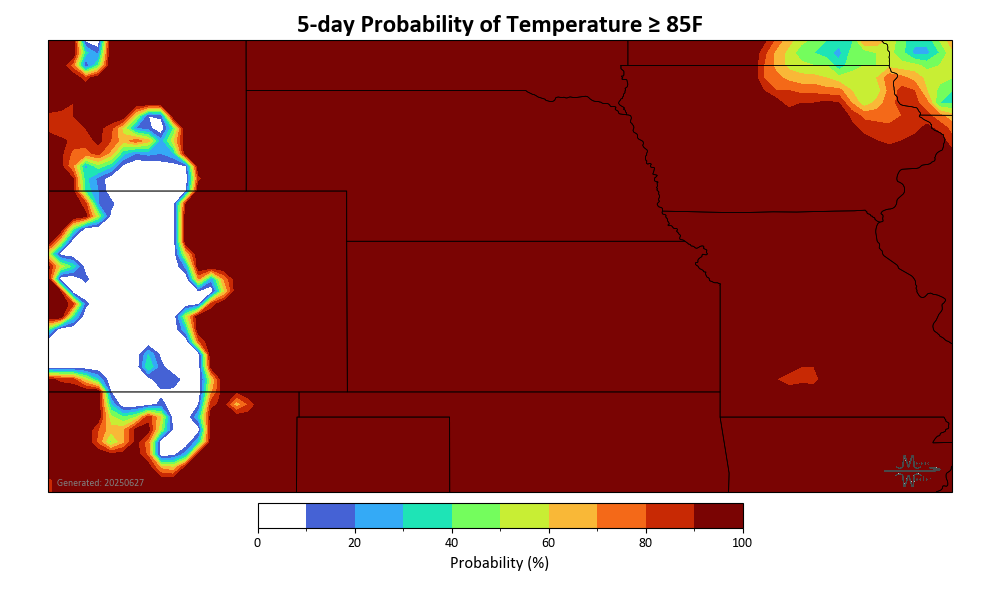 5-day Probability of Temperature ≥ 85F
Generated: 20250627
0 20 40 60 80 100
Probability (%)